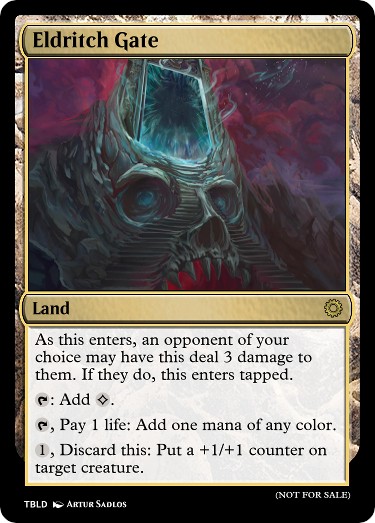 Eldritch Gate
Land
As this enters, an opponent of your
choice may have this deal 3 damage to
them. If they do, this enters tapped.
: Add .
, Pay 1 life: Add one mana of any color.
1, Discard this: Put a +1/+1 counter on
target creature.
(NOT FOR SALE)
TBLD Artur Sadlos